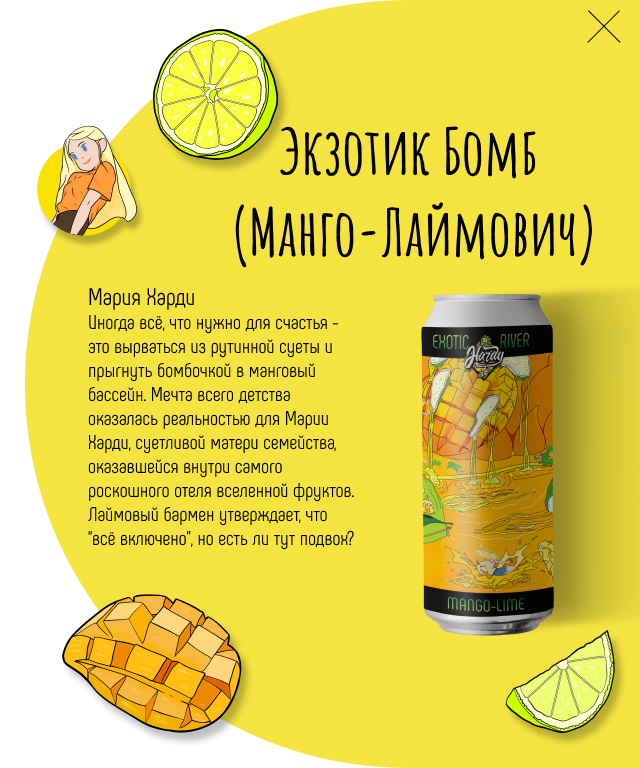 Экзотик Бомб
(Манго-Лаймович)
Мария Харди
Иногда всё, что нужно для счастья -
это вырваться из рутинной суеты и
прыгнуть бомбочкой в манговый
бассейн. Мечта всего детства
оказалась реальностью для Марии
Харди, суетливой матери семейства,
оказавшейся внутри самого
роскошного отеля вселенной фруктов.
Лаймовый бармен утверждает, что
"всё включено", но есть ли тут подвох?
EXOTIC RIVER
Hardy
MANGO-LIME